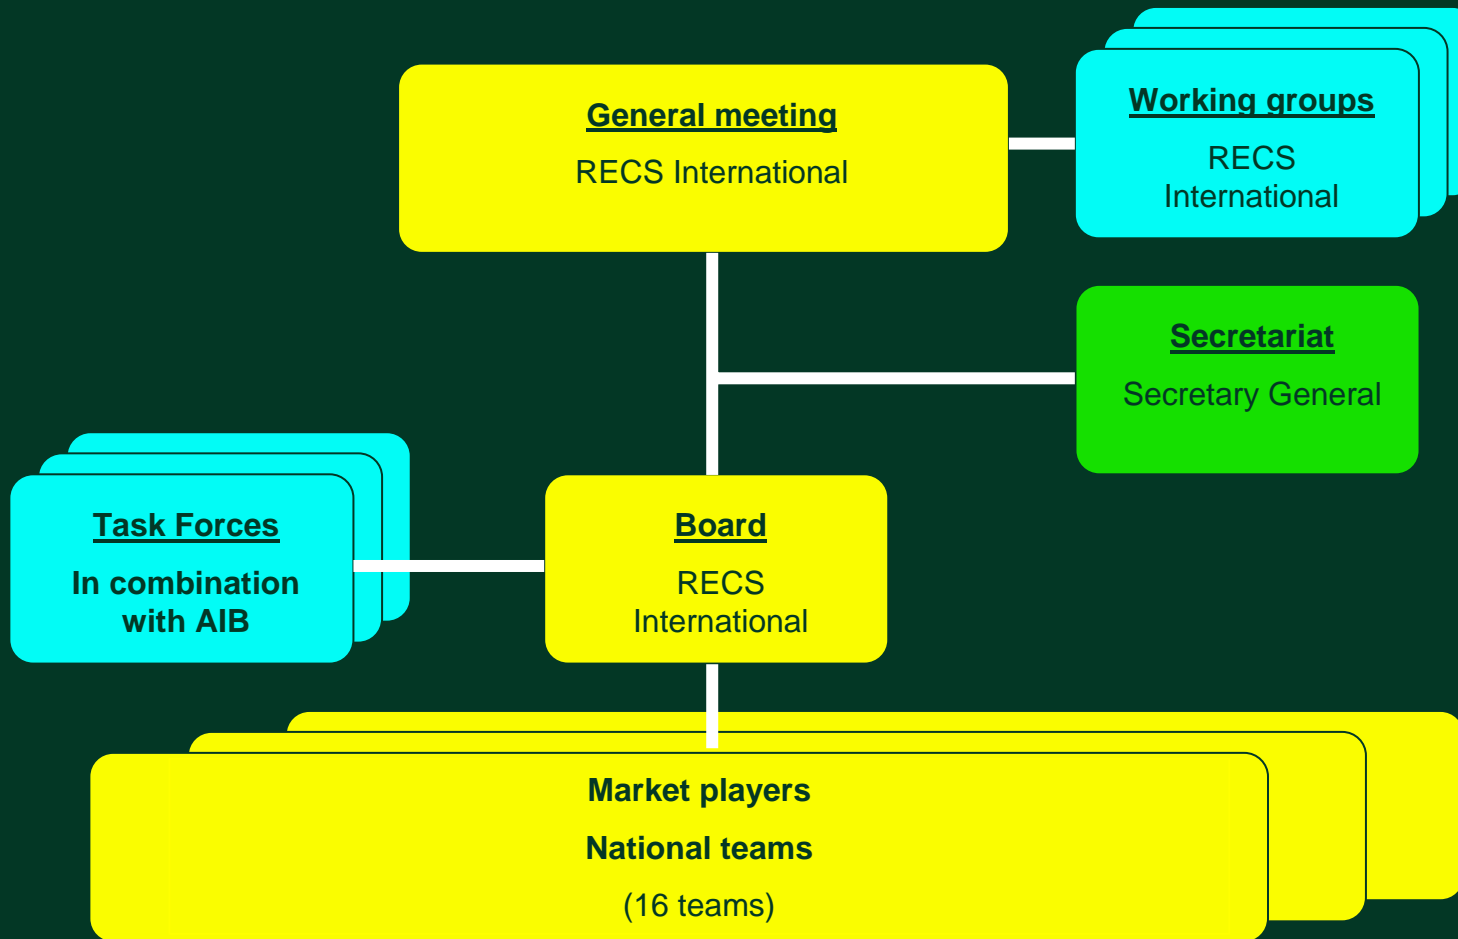 General meeting
RECS International
Working groups
RECS
International
Secretariat
Secretary General
Task Forces
In combination
with AIB
Board
RECS
International
Market players
National teams
(16 teams)